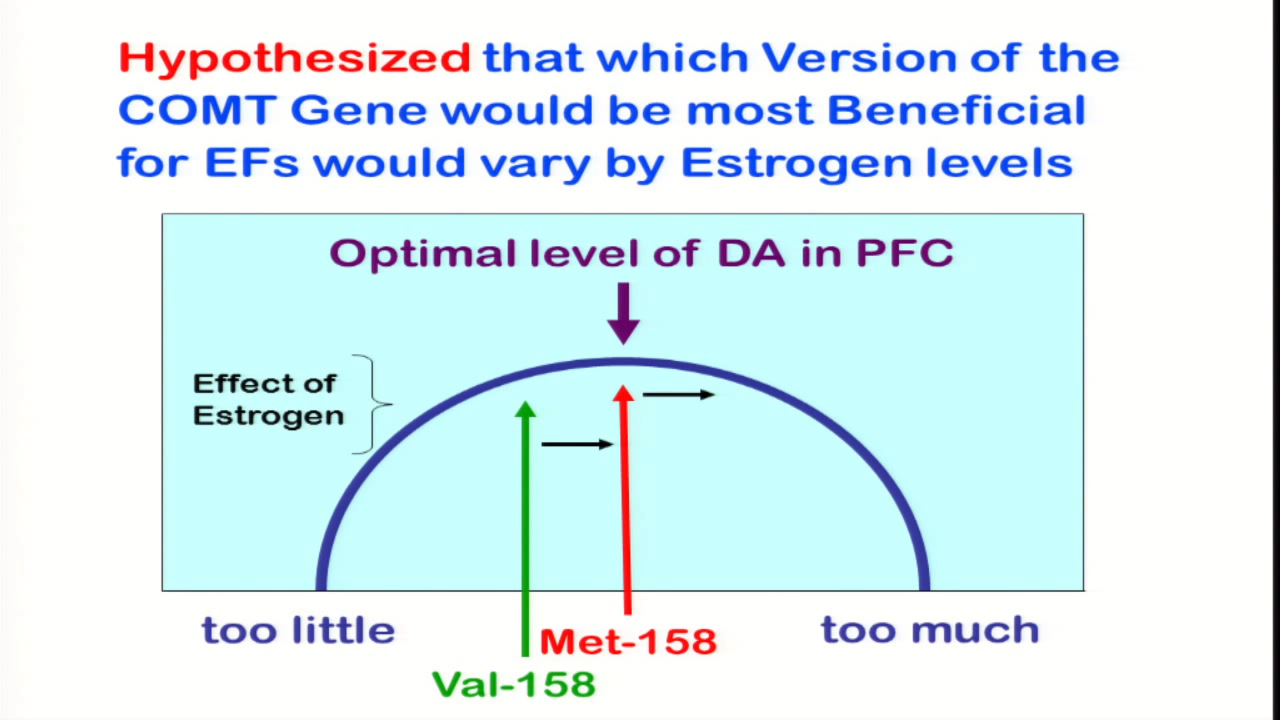 Hypothesized that which Version of the
COMT Gene would be most Beneficial
for EFs would vary by Estrogen levels
Optimal level of DA in PFC
Effect of
Estrogen
too little
too much
Met-158
Val-158